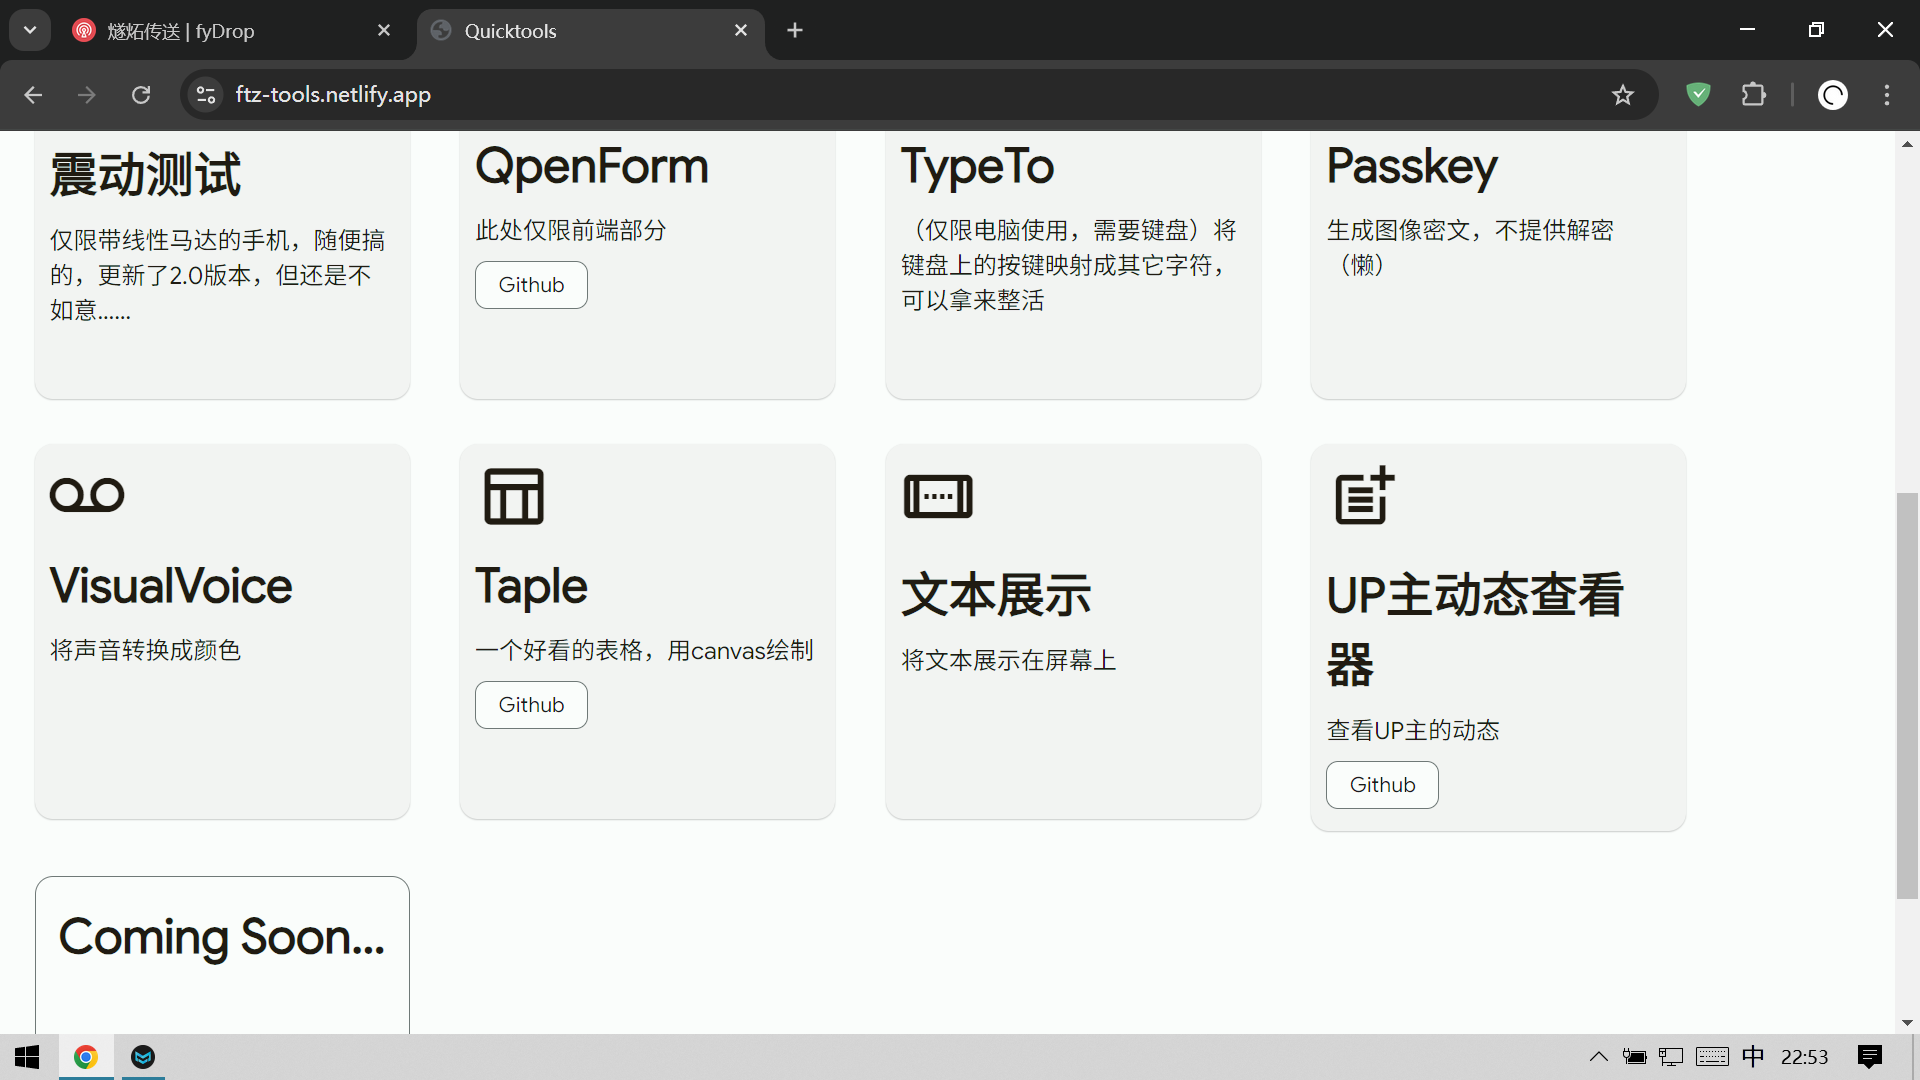 燧炻传送 | fyDrop
Quicktools
ftz-tools.netlify.app
震动测试
仅限带线性马达的手机，随便搞
的，更新了2.0版本，但还是不
如意......
QpenForm
此处仅限前端部分
Github
TypeTo
（仅限电脑使用，需要键盘）将
键盘上的按键映射成其它字符，
可以拿来整活
Passkey
生成图像密文，不提供解密
（懒）
VisualVoice
将声音转换成颜色
Taple
一个好看的表格，用canvas绘制
Github
文本展示
将文本展示在屏幕上
UP主动态查看
器
查看UP主的动态
Github
Coming Soon...
中
22:53